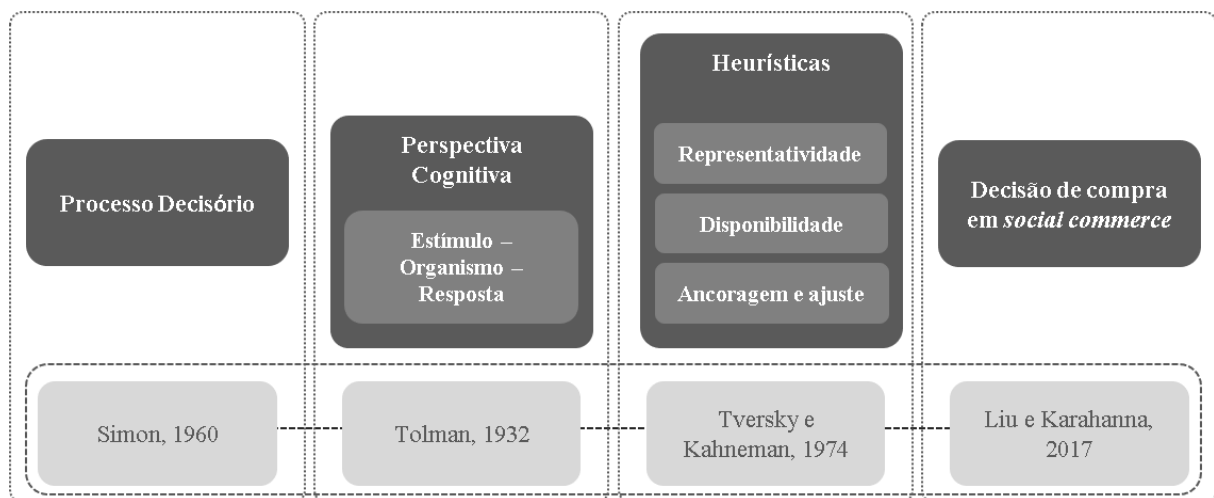 Processo Decisório
Perspectiva
Cognitiva
Estímulo –
Organismo –
Resposta
Heurísticas
Representatividade
Disponibilidade
Ancoragem e ajuste
Decisão de compra
em social commerce
Simon, 1960
Tolman, 1932
Tversky e
Kahneman, 1974
Liu e Karahanna,
2017